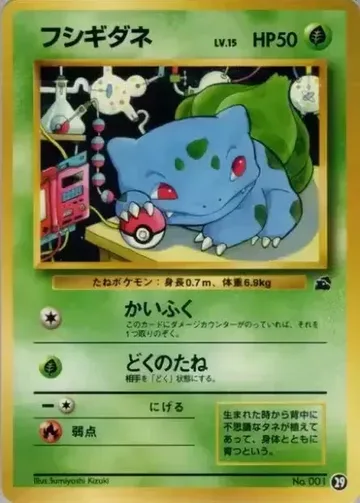 フシギダネ LV.15 HP50
たねポケモン：身長0.7m、体重6.9kg
かいふく
このカードにダメージカウンターがのっていれば、それを
1つ取りのぞく。
どくのたね
相手を「どく」状態にする。
にげる
弱点
生まれた時から背中に
不思議なタネが植えて
あって、身体とともに
育つという。
Illus.Sumiyoshi Kizuki No. 001 29